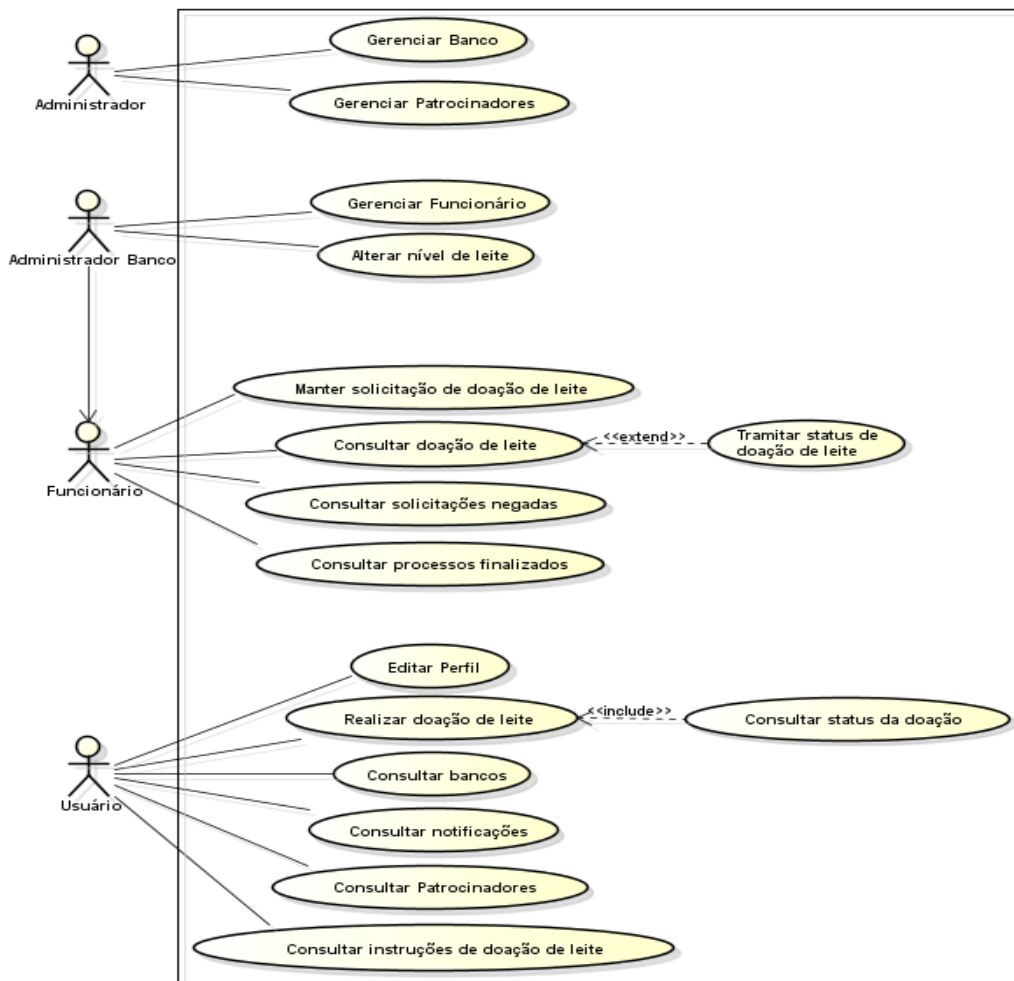 Gerenciar Banco
Administrador
Gerenciar Patrocinadores
Gerenciar Funcionário
Administrador Banco
Alterar nível de leite
Manter solicitação de doação de leite
Funcionário
Consultar doação de leite
<<extend>>
Tramitar status de
doação de leite
Consultar solicitações negadas
Consultar processos finalizados
Editar Perfil
Realizar doação de leite
<<include>>
Consultar status da doação
Usuário
Consultar bancos
Consultar notificações
Consultar Patrocinadores
Consultar instruções de doação de leite